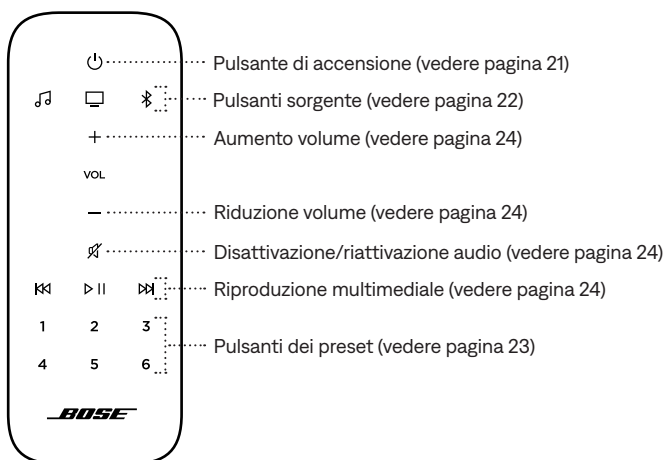 Pulsante di accensione (vedere pagina 21)
Pulsanti sorgente (vedere pagina 22)
Aumento volume (vedere pagina 24)
VOL
Riduzione volume (vedere pagina 24)
Disattivazione/riattivazione audio (vedere pagina 24)
Riproduzione multimediale (vedere pagina 24)
1 2 3
Pulsanti dei preset (vedere pagina 23)
4 5 6
BOSE